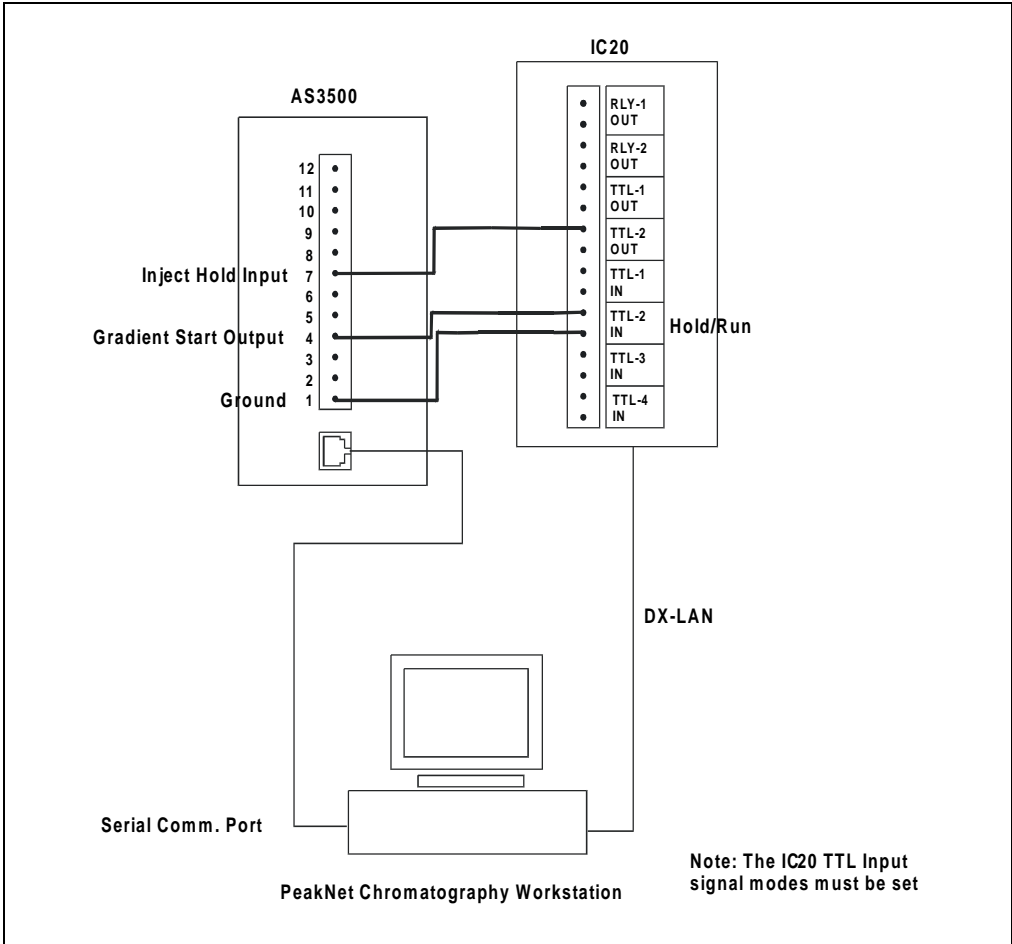 IC20
AS3500
RLY-1
OUT
RLY-2
OUT
TTL-1
OUT
TTL-2
OUT
TTL-1
IN
TTL-2
IN
Hold/Run
TTL-3
IN
TTL-4
IN
12
11
10
9
8
Inject Hold Input 7
6
5
Gradient Start Output 4
3
2
Ground 1
DX-LAN
Serial Comm. Port
PeakNet Chromatography Workstation
Note: The IC20 TTL Input
signal modes must be set